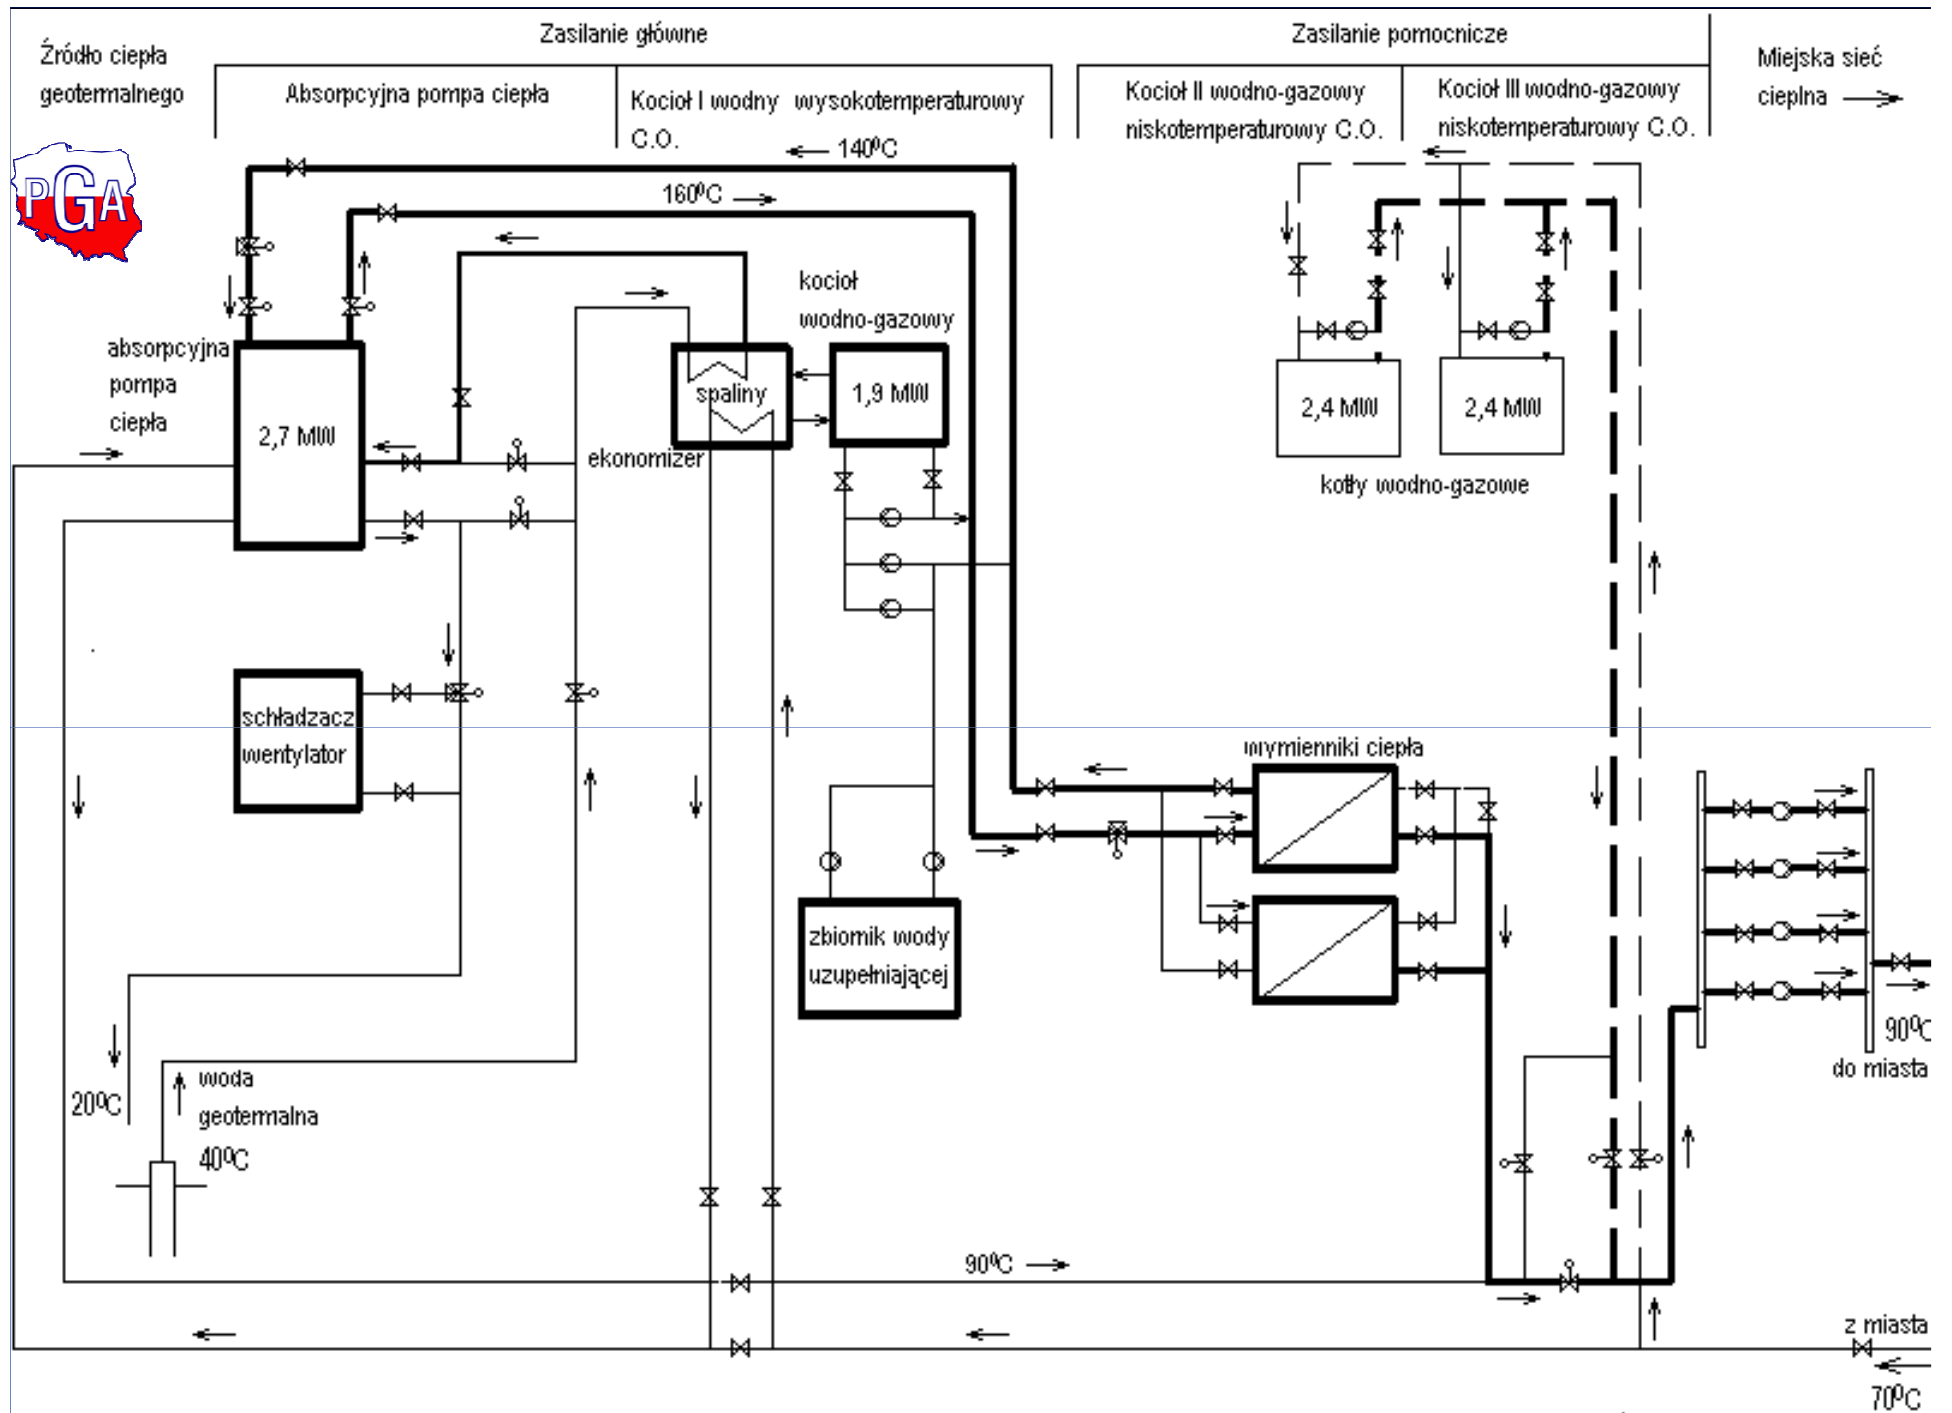 Źródło ciepła
geotermalnego
Zasilanie główne
Zasilanie pomocnicze
Miejska sieć
cieplna
Absorpcyjna pompa ciepła
Kocioł I wodny wysokotemperaturowy
C.O.
Kocioł II wodno-gazowy
niskotemperaturowy C.O.
Kocioł III wodno-gazowy
niskotemperaturowy C.O.
PGA
140⁰C
160⁰C
kocioł
wodno-gazowy
absorpcyjna
pompa
ciepła
2,7 MW
spaliny
1,9 MW
2,4 MW
2,4 MW
ekonomizer
kotły wodno-gazowe
schładzacz
wentylator
wymienniki ciepła
zbiornik wody
uzupełniającej
90⁰C
do miasta
woda
geotermalna
40⁰C
20⁰C
90⁰C
z miasta
70⁰C